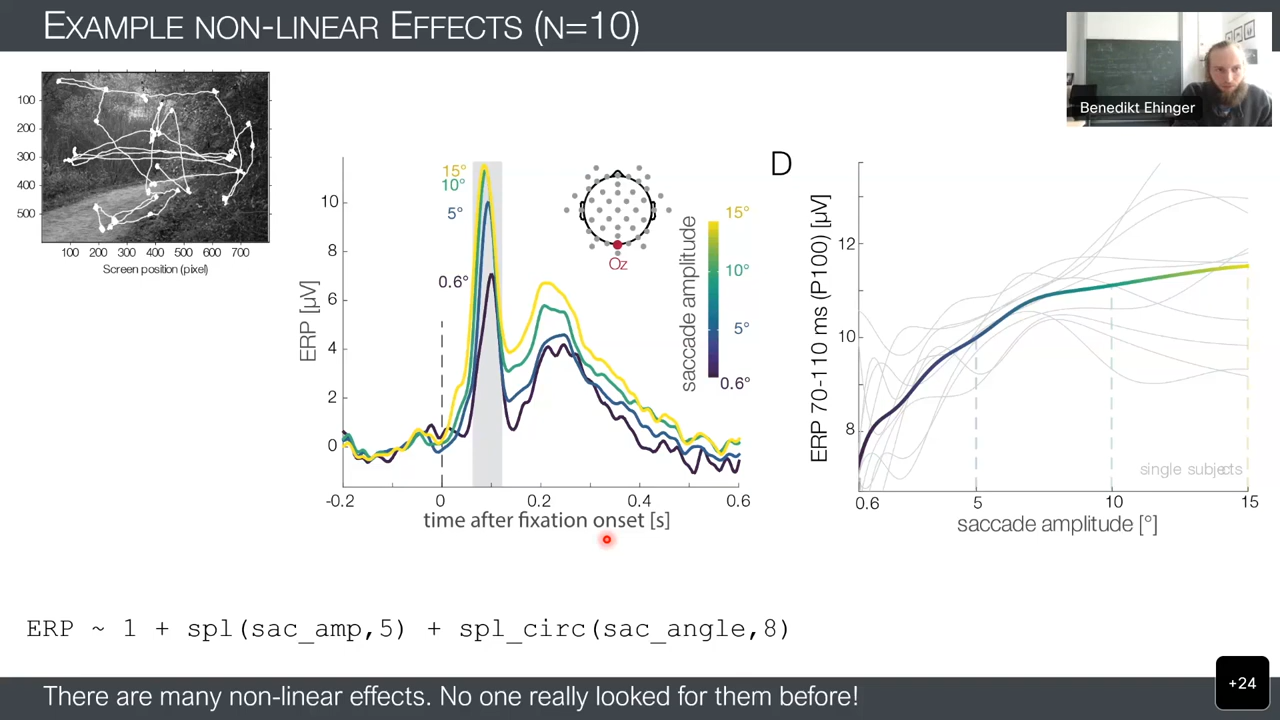 EXAMPLE NON-LINEAR EFFECTS (N=10)
Benedikt Ehinger
100
200
300
400
500
100 200 300 400 500 600 700
Screen position (pixel)
ERP [µV]
10
8
6
4
2
0
15°
10°
5°
0.6°
-0.2 0 0.2 0.4 0.6
time after fixation onset [s]
Oz
saccade amplitude
15°
10°
5°
0.6°
D
ERP 70-110 ms (P100) [µV]
12
10
8
single subjects
0.6 5 10 15
saccade amplitude [°]
ERP ~ 1 + spl(sac_amp,5) + spl_circ(sac_angle,8)
There are many non-linear effects. No one really looked for them before!
+24